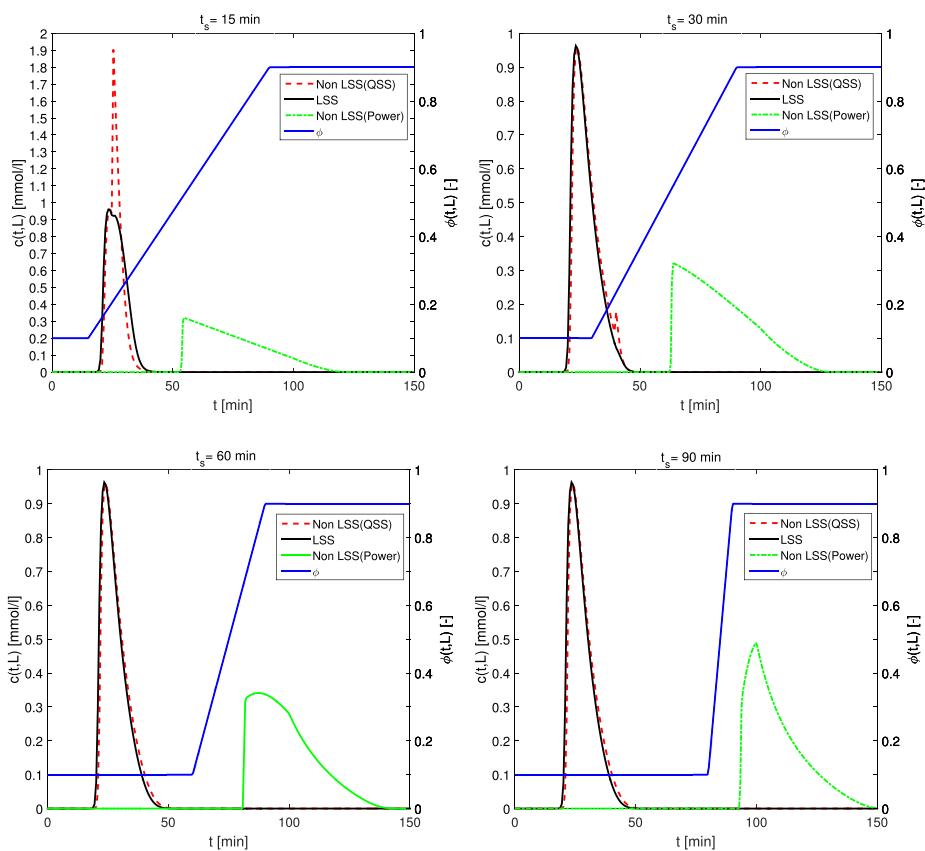 t_s= 15 min
2
1.9
1.8
1.7
1.6
1.5
1.4
1.3
1.2
1.1
1
0.9
0.8
0.7
0.6
0.5
0.4
0.3
0.2
0.1
0
c(t,L) [mmol/l]
Non LSS(QSS)
LSS
Non LSS(Power)
ϕ
1
0.8
0.6
0.4
0.2
0
ϕ(t,L) [-]
0 50 100 150
t [min]
t_s= 30 min
1
0.9
0.8
0.7
0.6
0.5
0.4
0.3
0.2
0.1
0
c(t,L) [mmol/l]
Non LSS(QSS)
LSS
Non LSS(Power)
ϕ
1
0.8
0.6
0.4
0.2
0
ϕ(t,L) [-]
0 50 100 150
t [min]
t_s= 60 min
1
0.9
0.8
0.7
0.6
0.5
0.4
0.3
0.2
0.1
0
c(t,L) [mmol/l]
Non LSS(QSS)
LSS
Non LSS(Power)
ϕ
1
0.8
0.6
0.4
0.2
0
ϕ(t,L) [-]
0 50 100 150
t [min]
t_s= 90 min
1
0.9
0.8
0.7
0.6
0.5
0.4
0.3
0.2
0.1
0
c(t,L) [mmol/l]
Non LSS(QSS)
LSS
Non LSS(Power)
ϕ
1
0.8
0.6
0.4
0.2
0
ϕ(t,L) [-]
0 50 100 150
t [min]